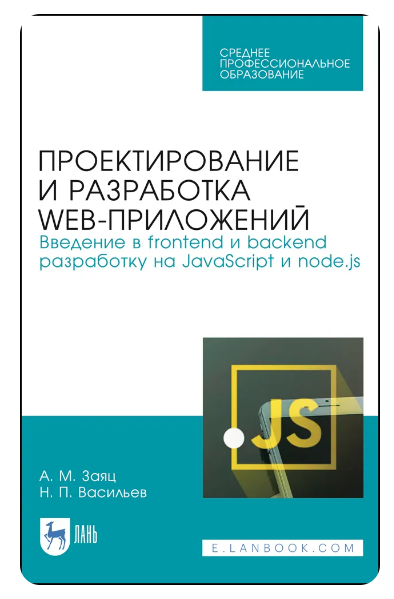 СРЕДНЕЕ
ПРОФЕССИОНАЛЬНОЕ
ОБРАЗОВАНИЕ
ПРОЕКТИРОВАНИЕ
И РАЗРАБОТКА
WEB-ПРИЛОЖЕНИЙ
Введение в frontend и backend
разработку на JavaScript и node.js
JS
А. М. Заяц
Н. П. Васильев
ЛАНЬ
E.LANBOOK.COM